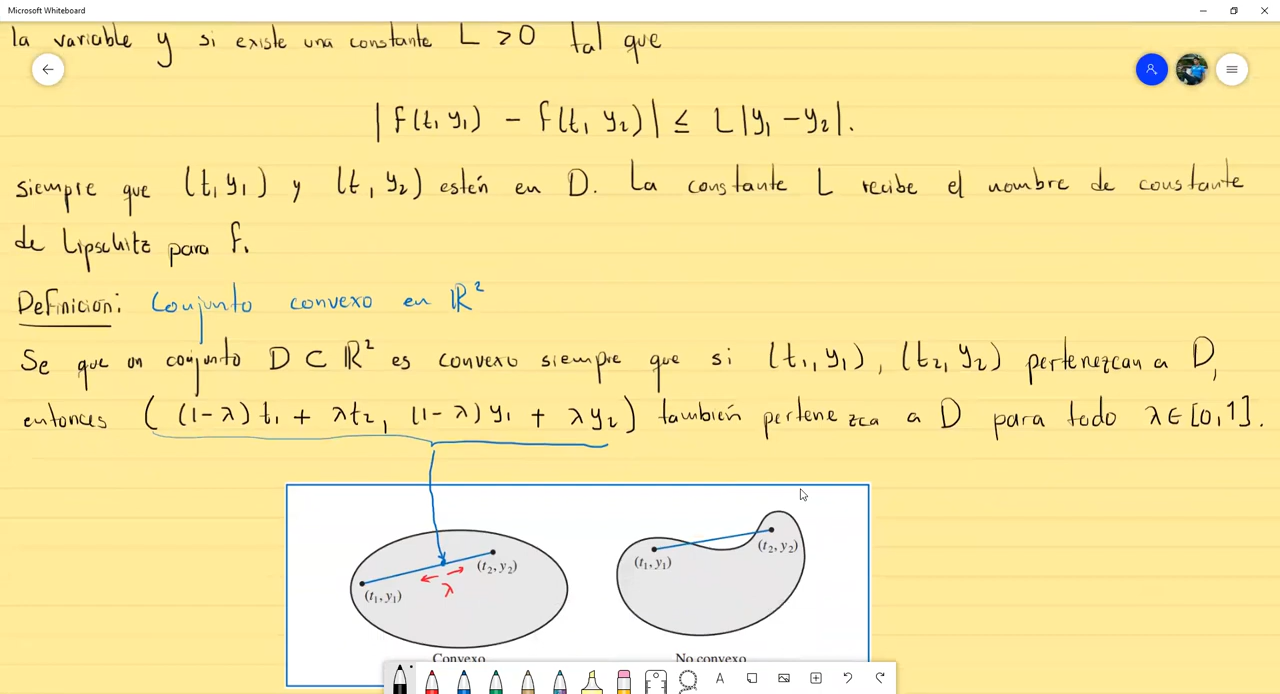 Microsoft Whiteboard
la variable y si existe una constante L > 0 tal que
| f(t, y₁) - f(t, y₂) | ≤ L | y₁ - y₂ |.
siempre que (t, y₁) y (t, y₂) estén en D. La constante L recibe el nombre de constante
de Lipschitz para f.
Definición: Conjunto convexo en ℝ²
Se que un conjunto D ⊂ ℝ² es convexo siempre que si (t₁, y₁), (t₂, y₂) pertenezcan a D,
entonces ( (1-λ) t₁ + λt₂, (1-λ) y₁ + λy₂ ) también pertenezca a D para todo λ ∈ [0, 1].
(t₁, y₁)
(t₂, y₂)
λ
Convexo
(t₁, y₁)
(t₂, y₂)
No convexo
A